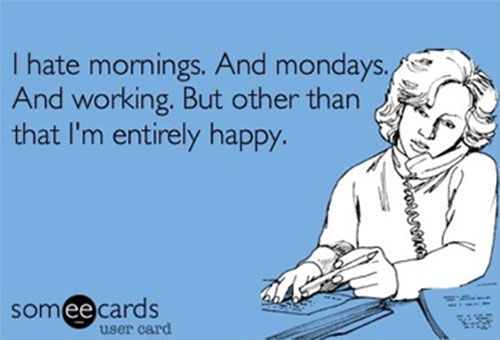 I hate mornings. And mondays.
And working. But other than
that I'm entirely happy.
someecards
user card